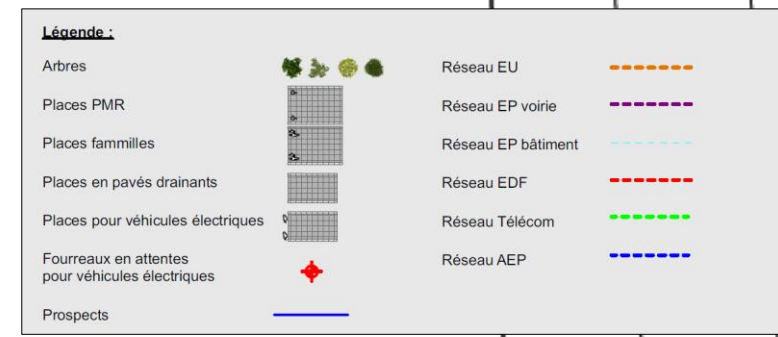 Légende :
Arbres
Places PMR
Places fammilles
Places en pavés drainants
Places pour véhicules électriques
Fourreaux en attentes
pour véhicules électriques
Prospects
Réseau EU
Réseau EP voirie
Réseau EP bâtiment
Réseau EDF
Réseau Télécom
Réseau AEP